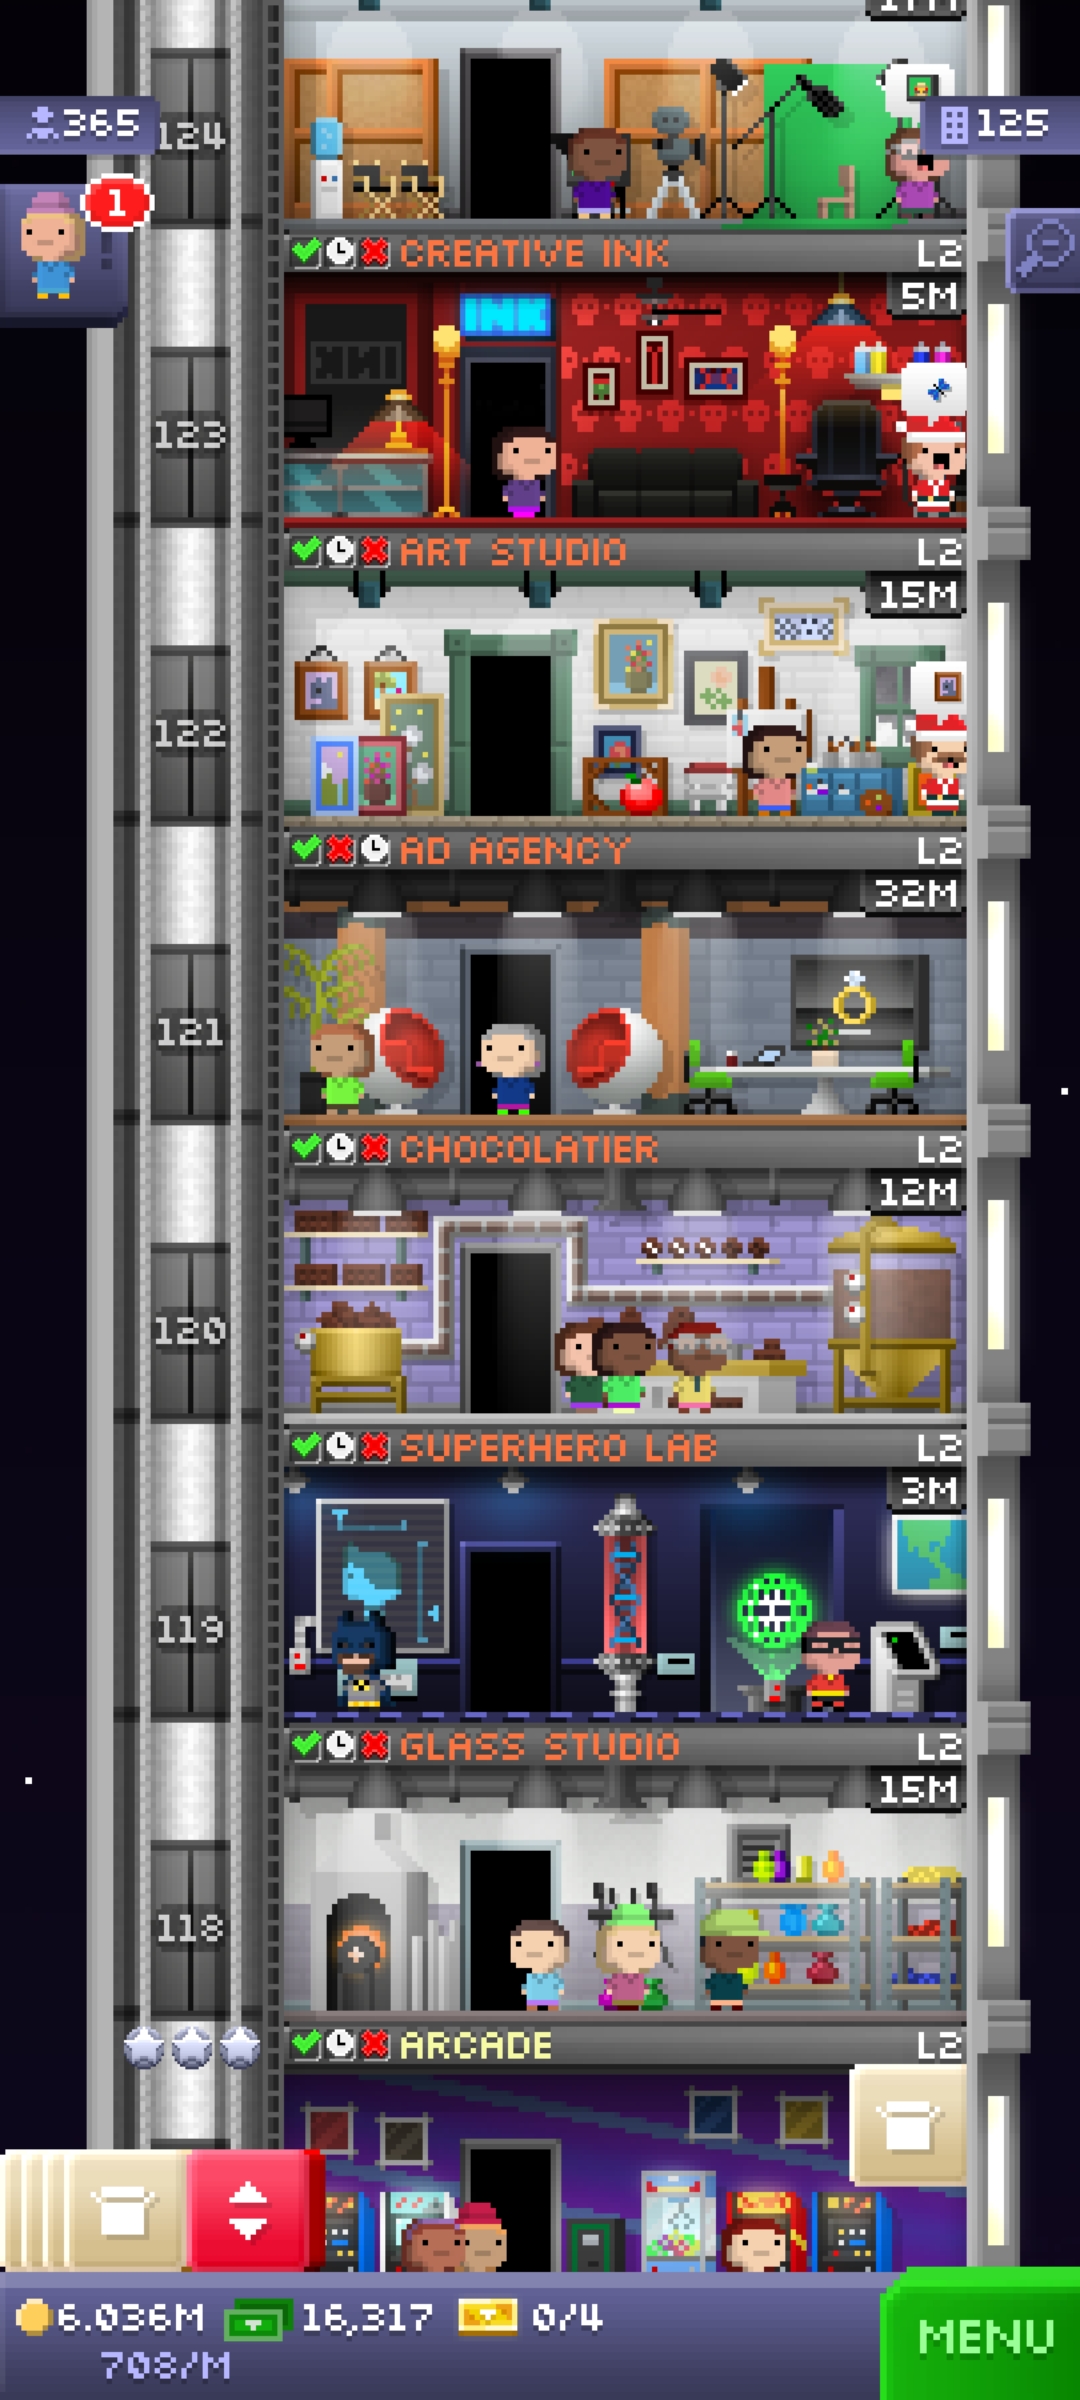 124
365
125
1
CREATIVE INK L2
5M
INK
123
ART STUDIO L2
15M
122
AD AGENCY L2
32M
121
CHOCOLATIER L2
12M
120
SUPERHERO LAB L2
3M
119
GLASS STUDIO L2
15M
118
ARCADE L2
6.036M 16,317 0/4
708/M
MENU